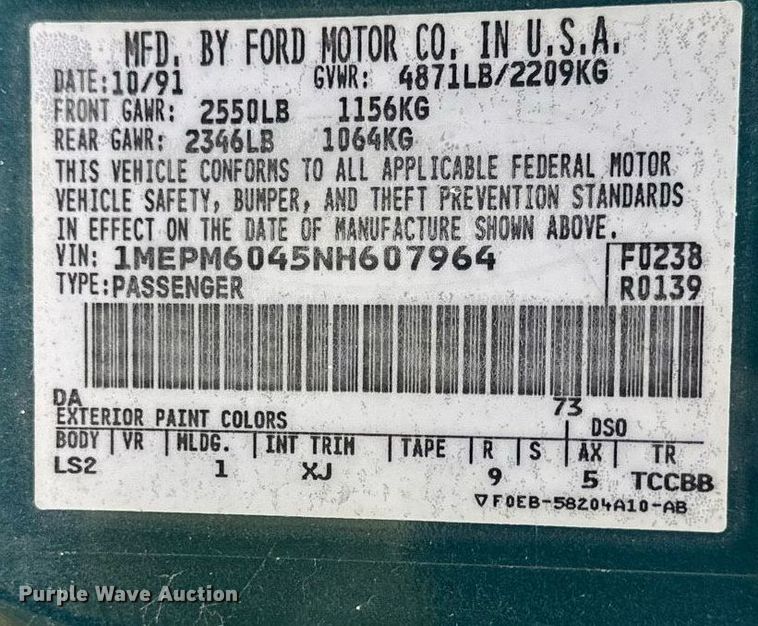 MFD. BY FORD MOTOR CO. IN U.S.A.
DATE:10/91 GVWR: 4871LB/2209KG
FRONT GAWR: 2550LB 1156KG
REAR GAWR: 2346LB 1064KG
THIS VEHICLE CONFORMS TO ALL APPLICABLE FEDERAL MOTOR
VEHICLE SAFETY, BUMPER, AND THEFT PREVENTION STANDARDS
IN EFFECT ON THE DATE OF MANUFACTURE SHOWN ABOVE.
VIN: 1MEPM6045NH607964 F0238
TYPE:PASSENGER R0139
DA 73
EXTERIOR PAINT COLORS DSO
BODY VR MLDG. INT TRIM TAPE R S AX TR
LS2 1 XJ 9 5 TCCBB
▽F0EB-58204A10-AB
Purple Wave Auction